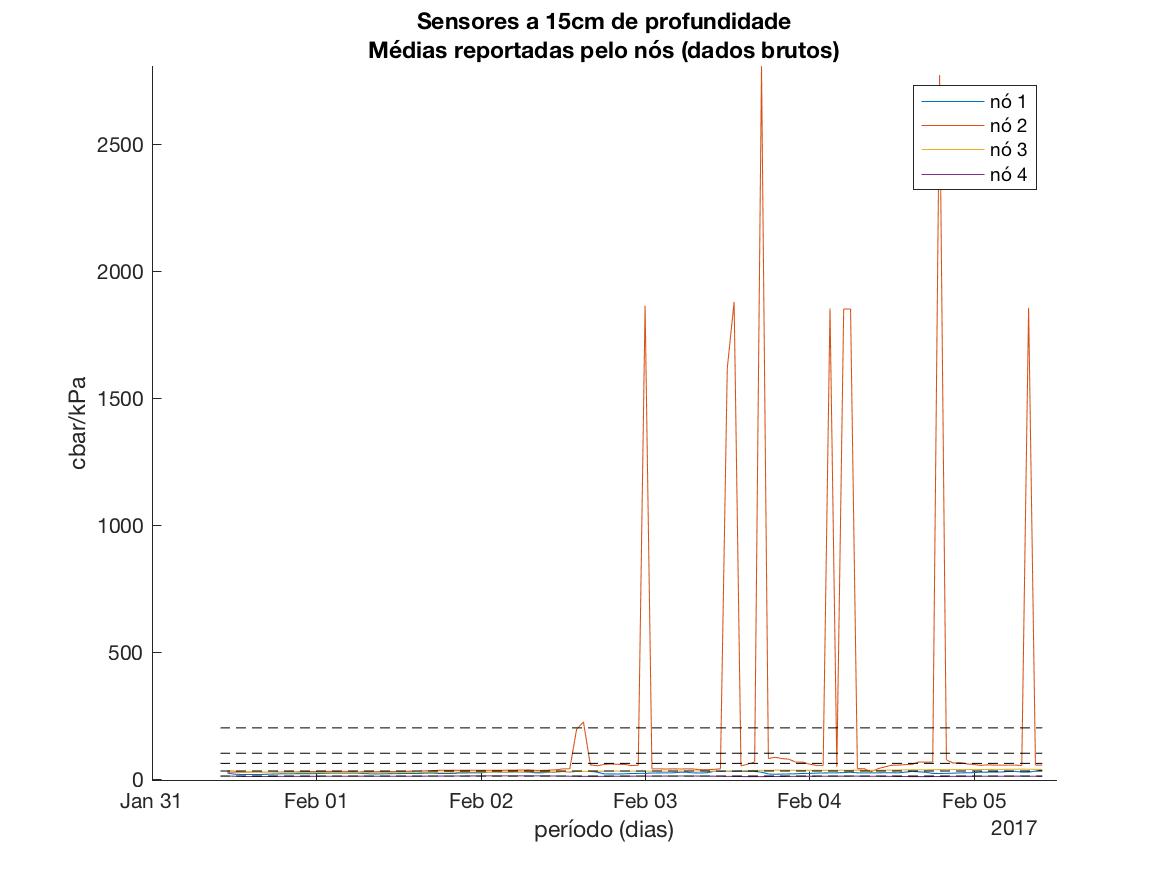 Sensores a 15cm de profundidade
Médias reportadas pelo nós (dados brutos)
nó 1
nó 2
nó 3
nó 4
2500
2000
1500
1000
500
0
cbar/kPa
Jan 31 Feb 01 Feb 02 Feb 03 Feb 04 Feb 05
2017
período (dias)